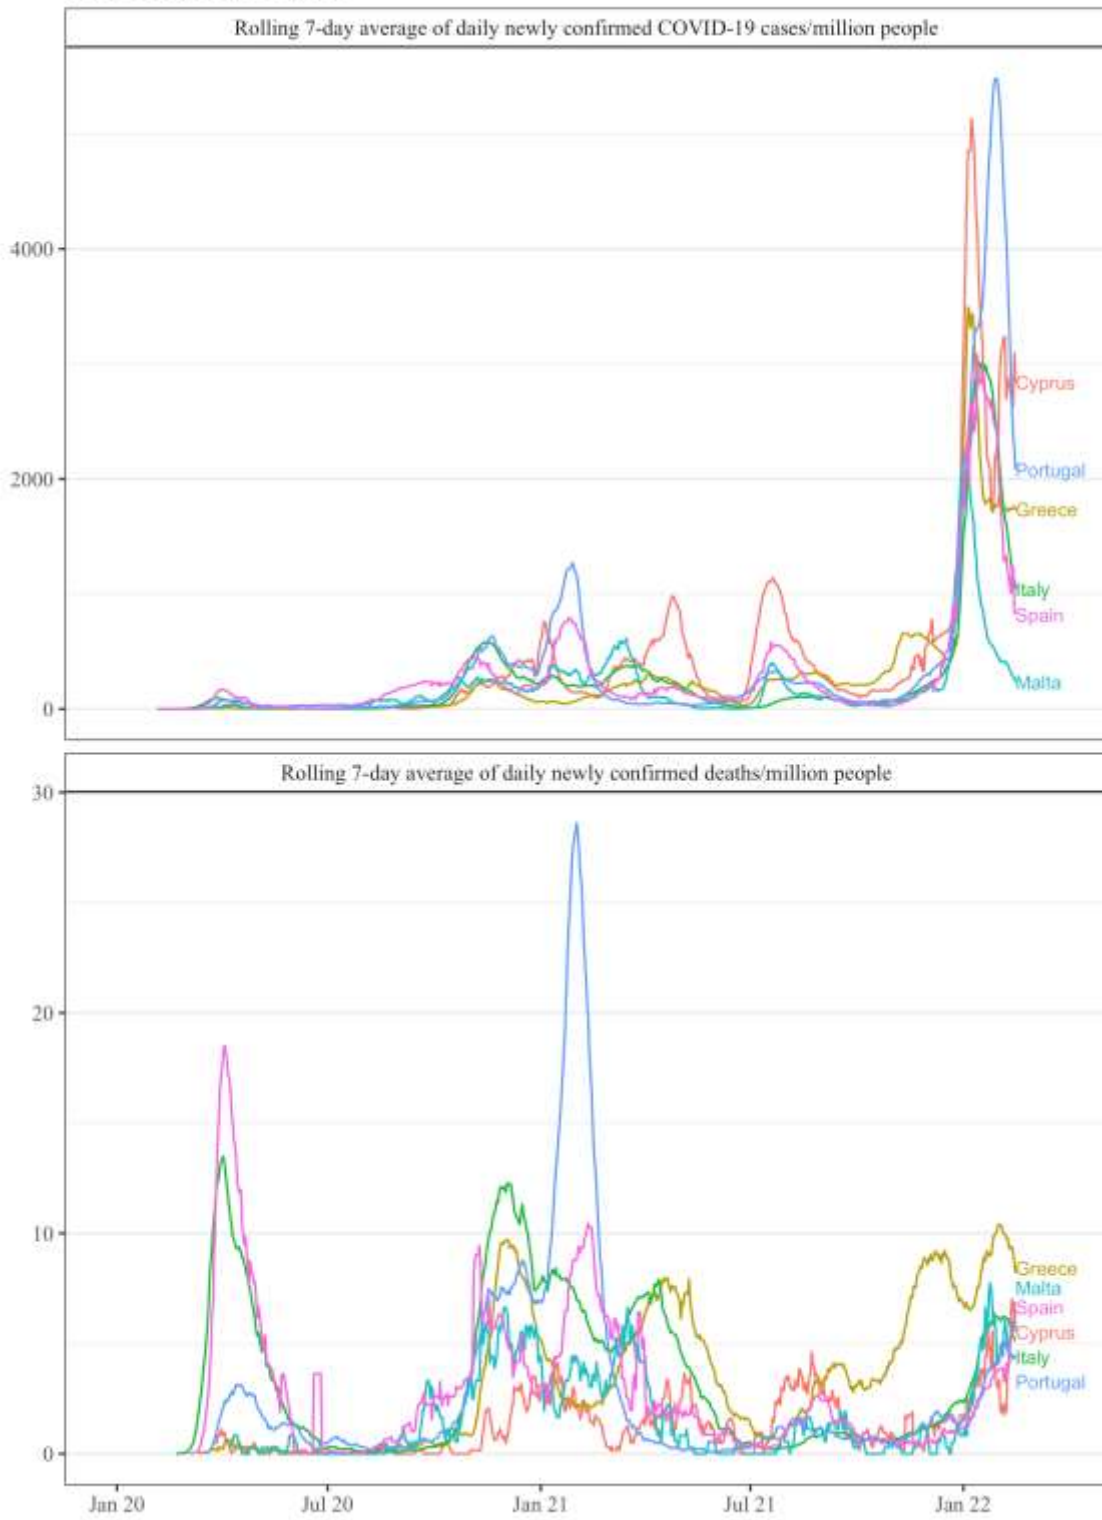 Rolling 7-day average of daily newly confirmed COVID-19 cases/million people
4000
2000
0
Cyprus
Portugal
Greece
Italy
Spain
Malta
Rolling 7-day average of daily newly confirmed deaths/million people
30
20
10
0
Greece
Malta
Spain
Cyprus
Italy
Portugal
Jan 20 Jul 20 Jan 21 Jul 21 Jan 22